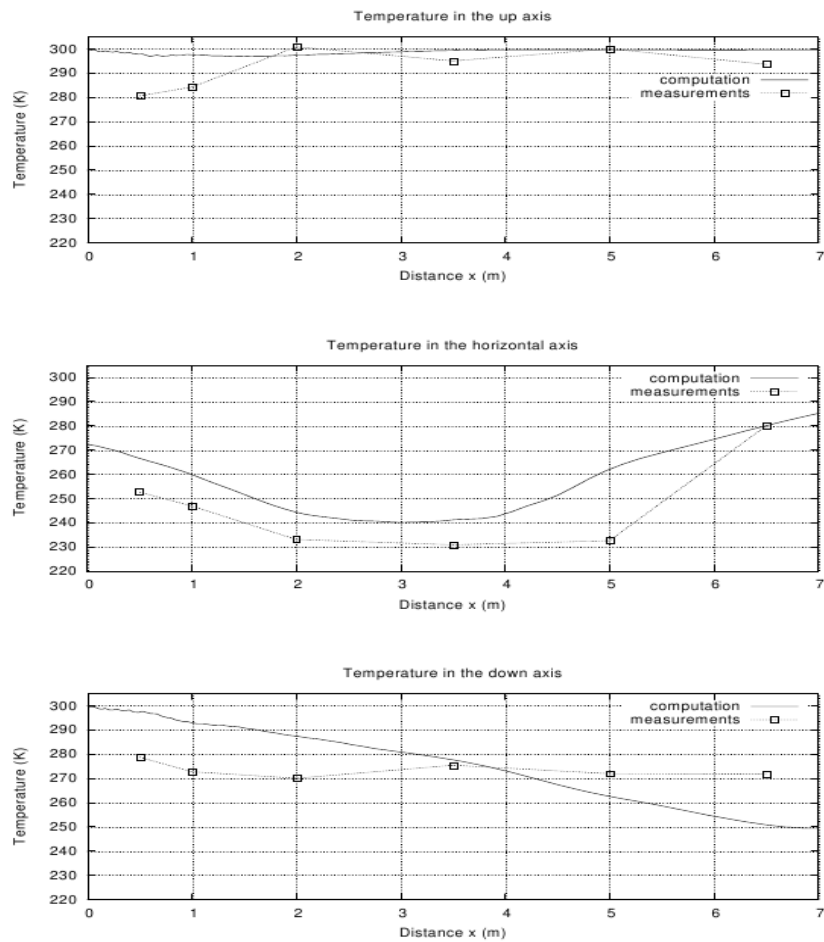 Temperature in the up axis
Temperature (K)
300
290
280
270
260
250
240
230
220
computation
measurements
0 1 2 3 4 5 6 7
Distance x (m)
Temperature in the horizontal axis
Temperature (K)
300
290
280
270
260
250
240
230
220
computation
measurements
0 1 2 3 4 5 6 7
Distance x (m)
Temperature in the down axis
Temperature (K)
300
290
280
270
260
250
240
230
220
computation
measurements
0 1 2 3 4 5 6 7
Distance x (m)